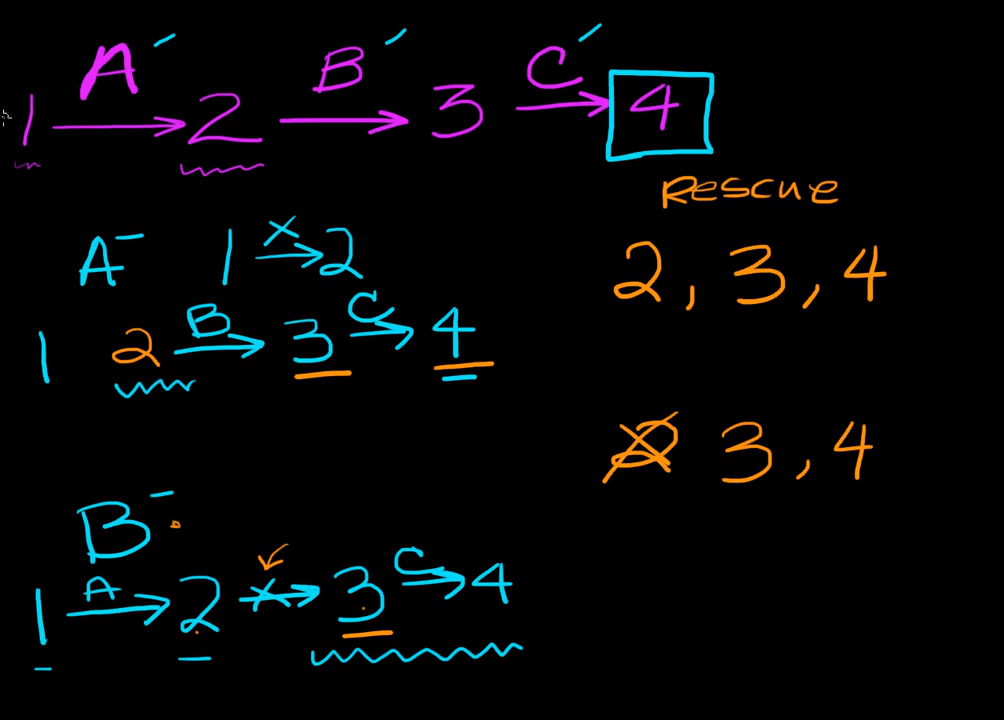 A⁻ B⁻ C⁻
1 → 2 → 3 → 4
Rescue
A⁻ 1 → 2
X
2, 3, 4
B C
1 2 → 3 → 4
2 3, 4
B⁻
A C
1 → 2 → 3 → 4